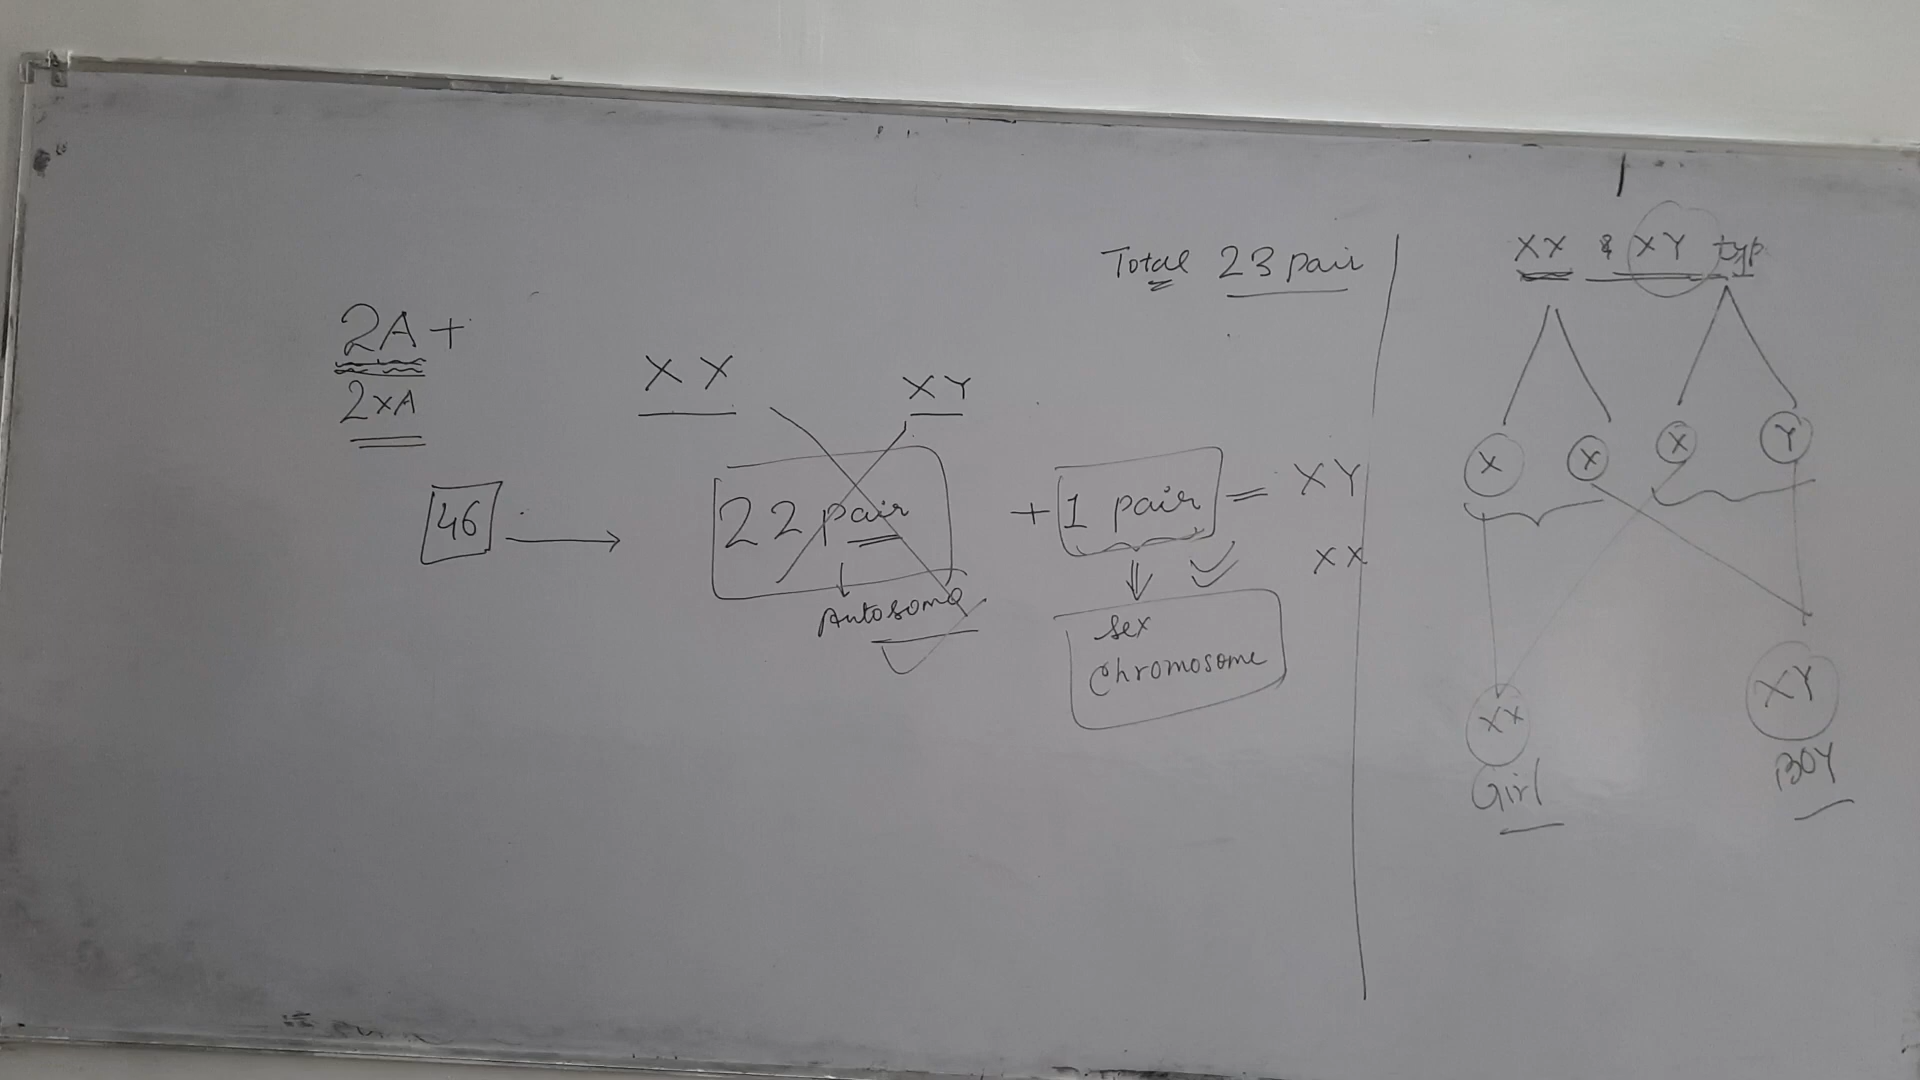 Total 23 pair
2A +
2xA
XX
XY
46 → 22 pair + 1 pair = XY
XX
↓
Autosome
⇓
sex
chromosome
XX & XY typ
X X X Y
XX
Girl
XY
BOY